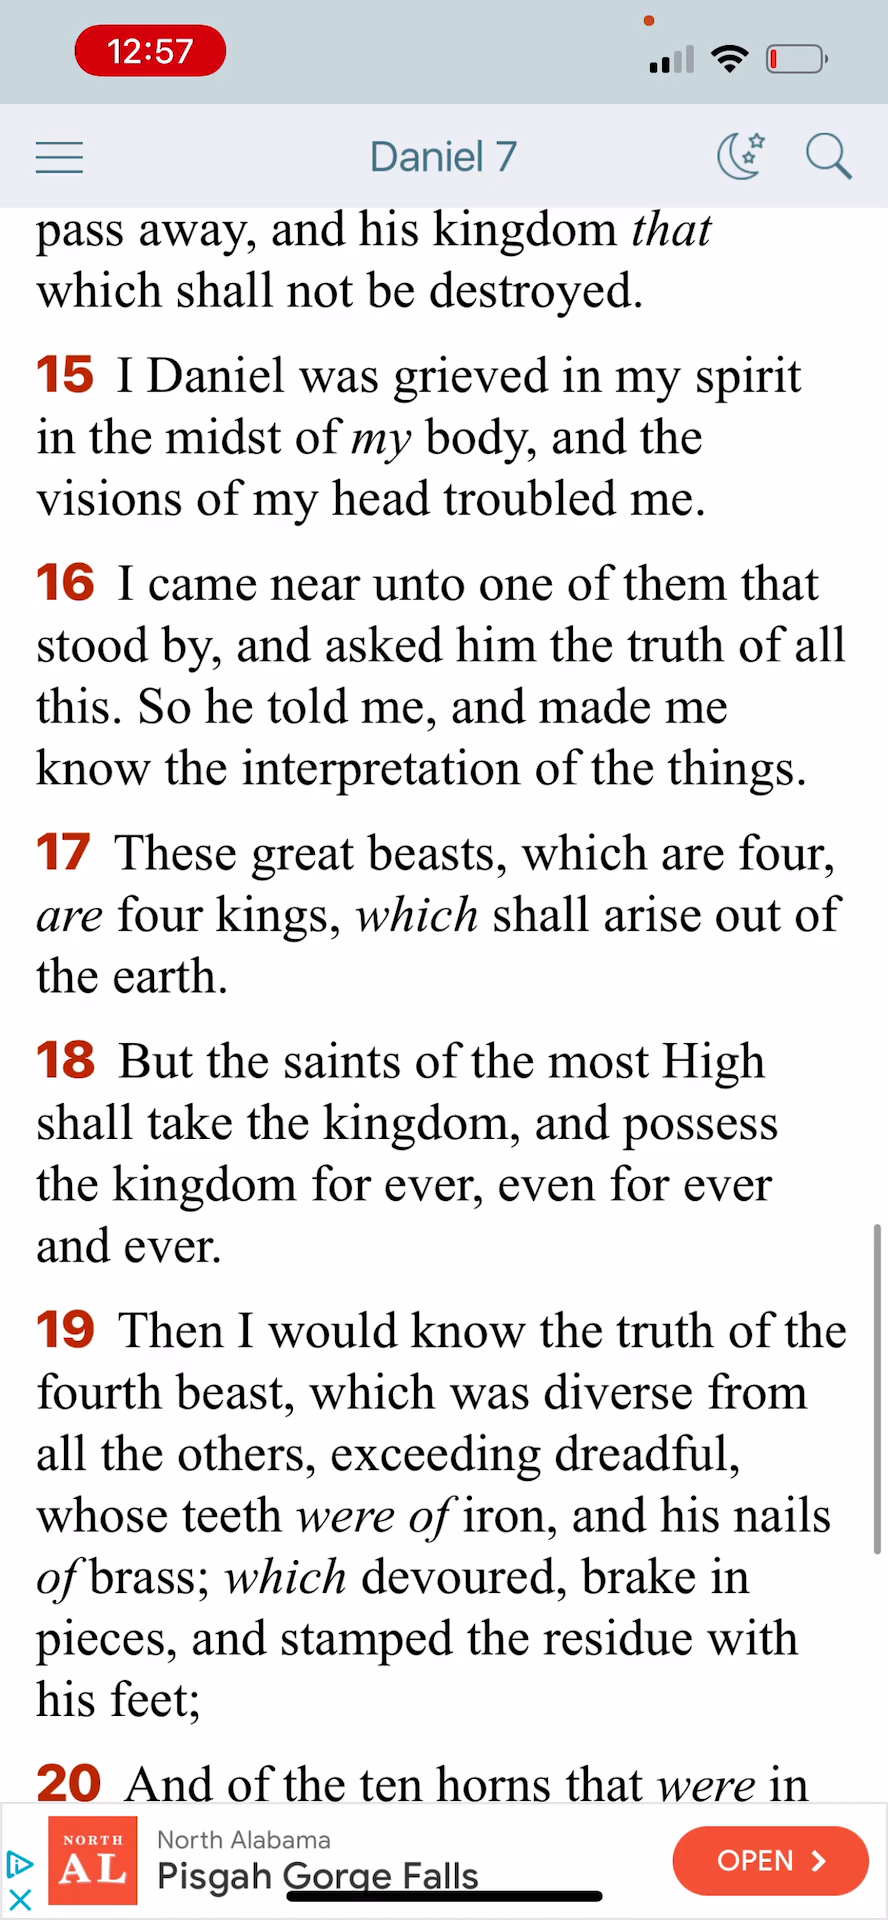 12:57
Daniel 7
pass away, and his kingdom that
which shall not be destroyed.
15 I Daniel was grieved in my spirit
in the midst of my body, and the
visions of my head troubled me.
16 I came near unto one of them that
stood by, and asked him the truth of all
this. So he told me, and made me
know the interpretation of the things.
17 These great beasts, which are four,
are four kings, which shall arise out of
the earth.
18 But the saints of the most High
shall take the kingdom, and possess
the kingdom for ever, even for ever
and ever.
19 Then I would know the truth of the
fourth beast, which was diverse from
all the others, exceeding dreadful,
whose teeth were of iron, and his nails
of brass; which devoured, brake in
pieces, and stamped the residue with
his feet;
20 And of the ten horns that were in
NORTH
AL
North Alabama
Pisgah Gorge Falls
OPEN